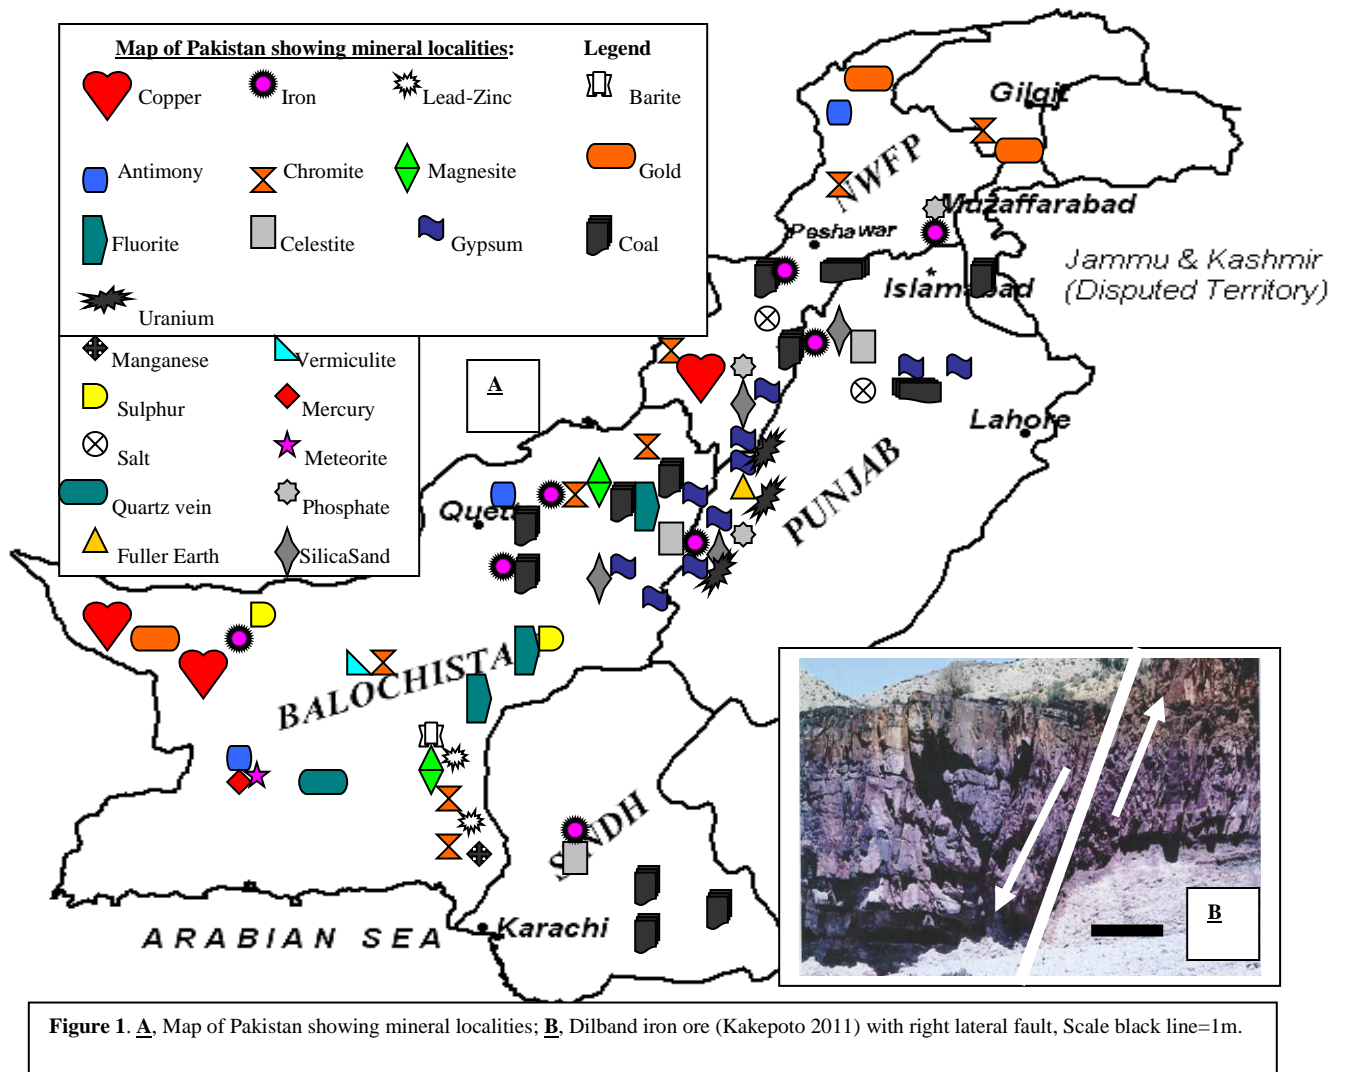 Map of Pakistan showing mineral localities: Legend
Copper Iron Lead-Zinc Barite
Antimony Chromite Magnesite Gold
Fluorite Celestite Gypsum Coal
Uranium
Manganese Vermiculite
Sulphur Mercury
Salt Meteorite
Quartz vein Phosphate
Fuller Earth SilicaSand
A
Gilgit
NWFP
Muzaffarabad
Peshawar
Islamabad
Jammu & Kashmir
(Disputed Territory)
Lahore
PUNJAB
Quett
BALOCHISTA
SINDH
Karachi
ARABIAN SEA
B
Figure 1. A, Map of Pakistan showing mineral localities; B, Dilband iron ore (Kakepoto 2011) with right lateral fault, Scale black line=1m.